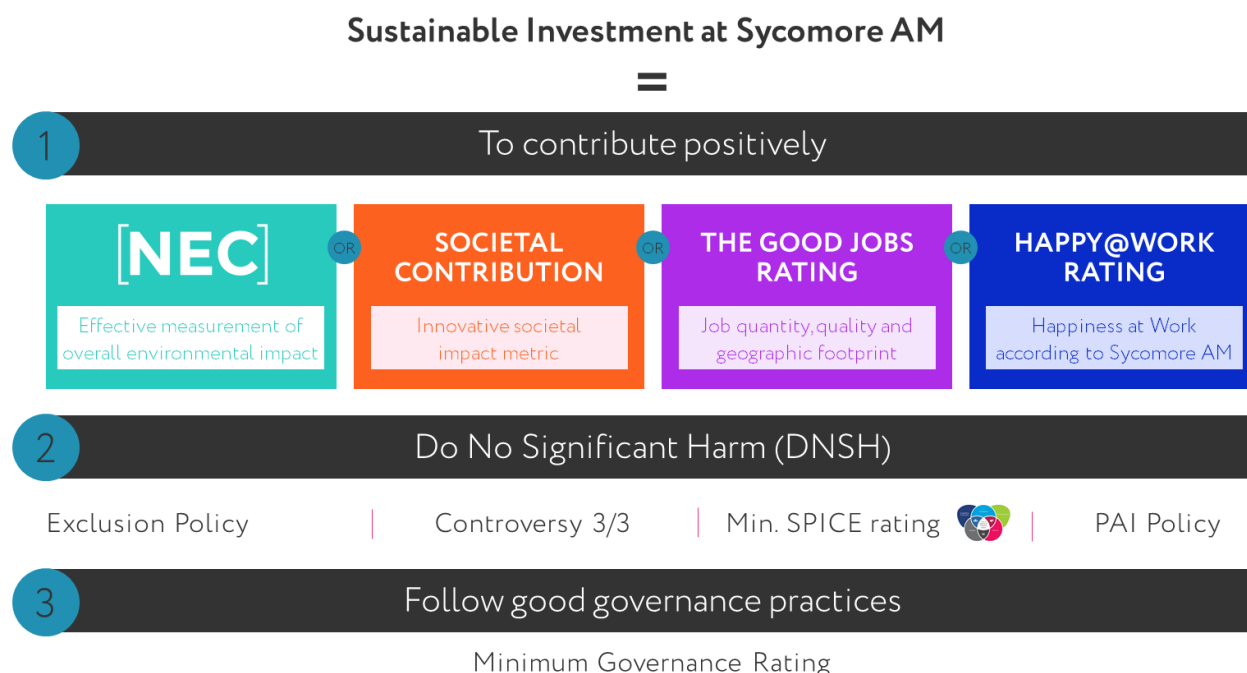 Sustainable Investment at Sycomore AM
=
1
To contribute positively
[NEC]
Effective measurement of
overall environmental impact
OR
SOCIETAL
CONTRIBUTION
Innovative societal
impact metric
OR
THE GOOD JOBS
RATING
Job quantity, quality and
geographic footprint
OR
HAPPY@WORK
RATING
Happiness at Work
according to Sycomore AM
2
Do No Significant Harm (DNSH)
Exclusion Policy
Controversy 3/3
Min. SPICE rating
PAI Policy
3
Follow good governance practices
Minimum Governance Rating